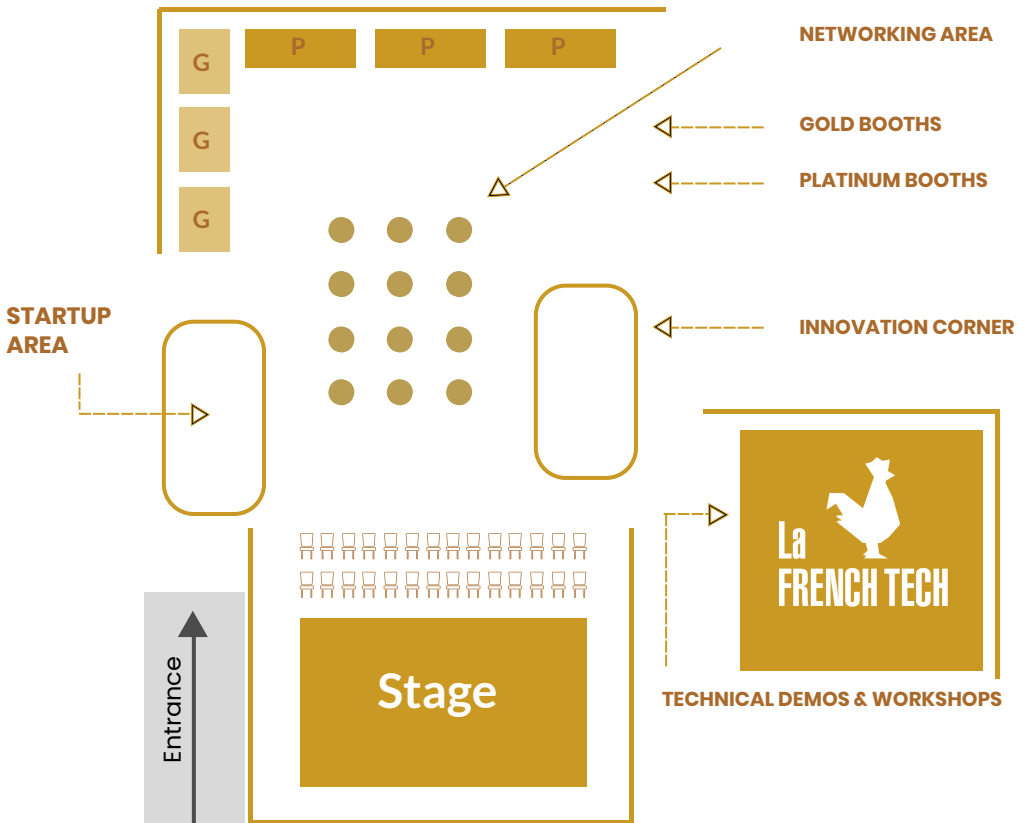 P P P
NETWORKING AREA
G
GOLD BOOTHS
G
PLATINUM BOOTHS
G
STARTUP
AREA
INNOVATION CORNER
La
FRENCH TECH
Stage
Entrance
TECHNICAL DEMOS & WORKSHOPS